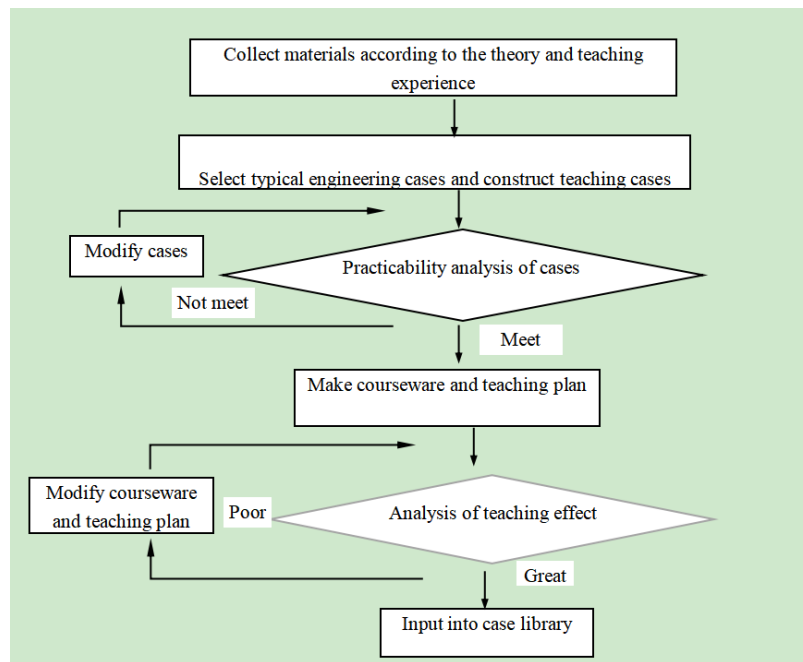 Collect materials according to the theory and teaching
experience
Select typical engineering cases and construct teaching cases
Modify cases
Practicability analysis of cases
Not meet
Meet
Make courseware and teaching plan
Modify courseware
and teaching plan
Poor
Analysis of teaching effect
Great
Input into case library